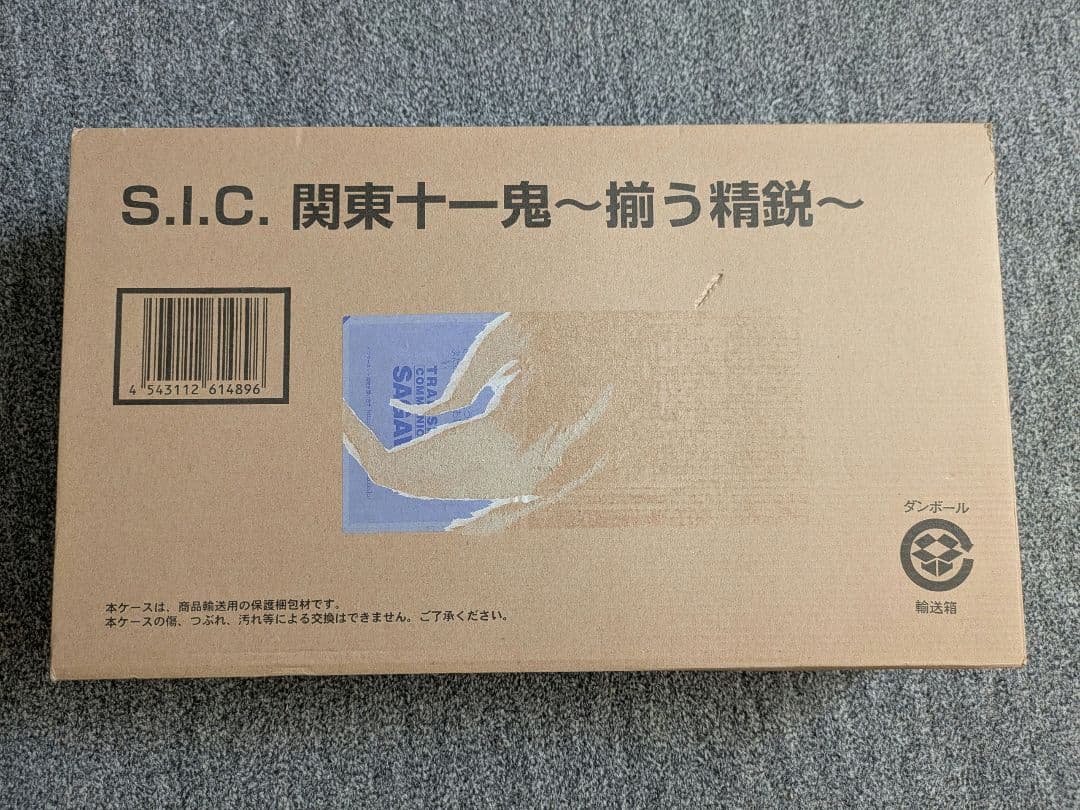 S.I.C. 関東十一鬼～揃う精鋭～
4 543112 614896
TRA
COMM
SAGAW
ダンボール
輸送箱
本ケースは、商品輸送用の保護梱包材です。
本ケースの傷、つぶれ、汚れ等による交換はできません。ご了承ください。